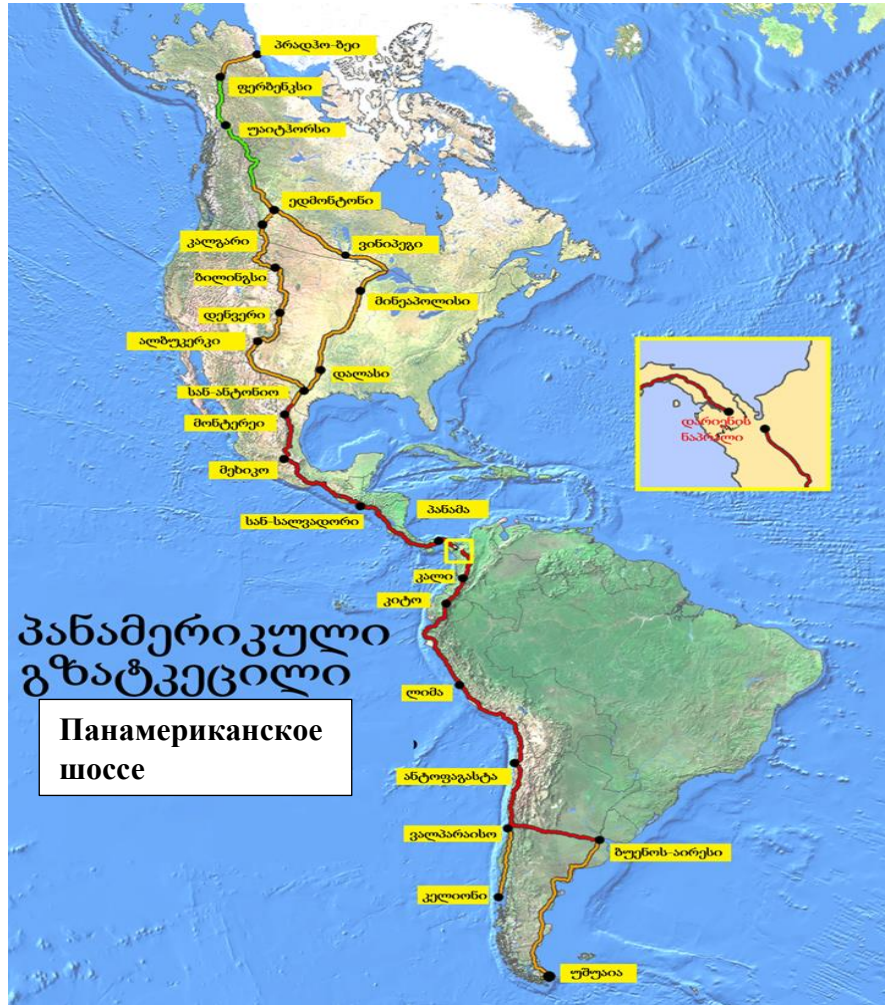 პრადჰო-ბეი
ფერბენკსი
უაიტჰორსი
ედმონტონი
კალგარი
ვინიპეგი
ბილინგსი
მინეაპოლისი
დენვერი
ალბუკერკი
დალასი
სან-ანტონიო
მონტერეი
დარიენის
ნაპრალი
მეხიკო
პანამა
სან-სალვადორი
კალი
კიტო
პანამერიკული
გზატკეცილი
ლიმა
Панамериканское
шоссе
ანტოფაგასტა
ვალპარაისო
ბუენოს-აირესი
კელიონი
უშუაია